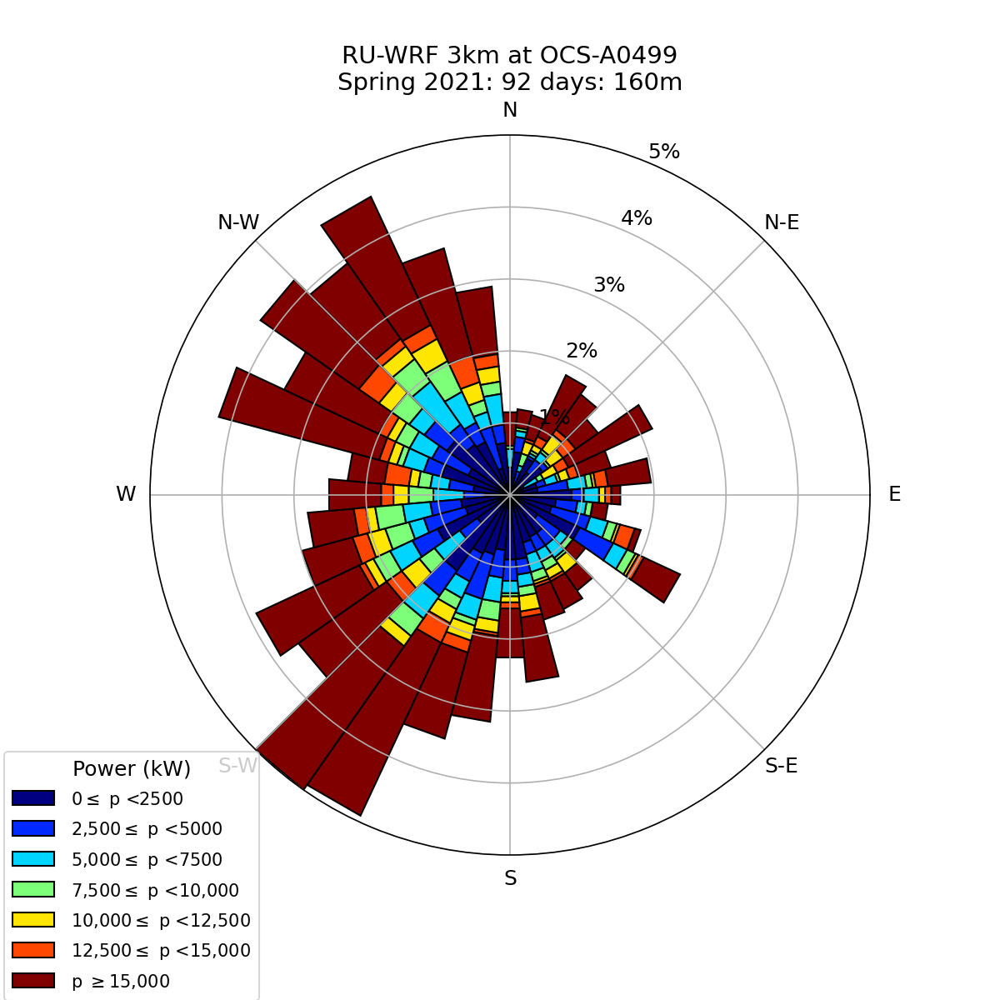 RU-WRF 3km at OCS-A0499
Spring 2021: 92 days: 160m
N
5%
N-W
4%
N-E
3%
2%
1%
W
E
S-W
S-E
S
Power (kW)
0≤ p <2500
2,500≤ p <5000
5,000≤ p <7500
7,500≤ p <10,000
10,000≤ p <12,500
12,500≤ p <15,000
p ≥15,000